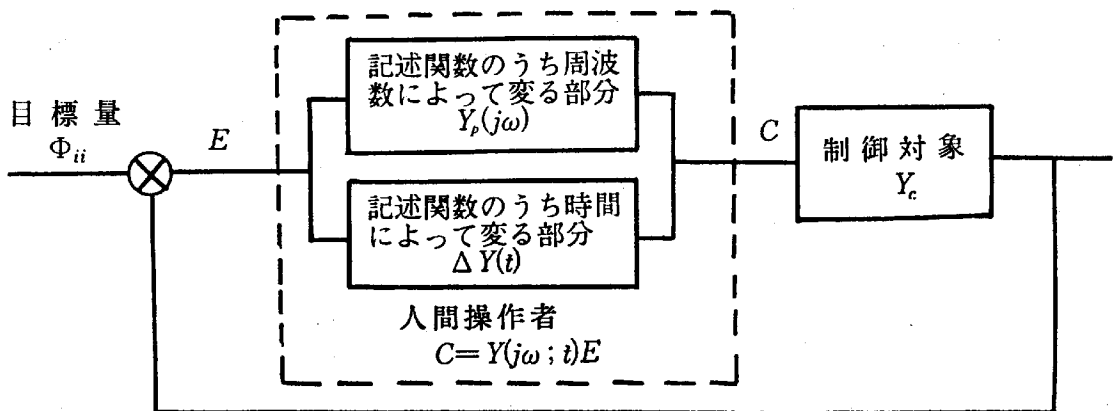 目標量
Φii
E
記述関数のうち周波
数によって変る部分
Yp(jω)
記述関数のうち時間
によって変る部分
ΔY(t)
人間操作者
C=Y(jω;t)E
C
制御対象
Yc